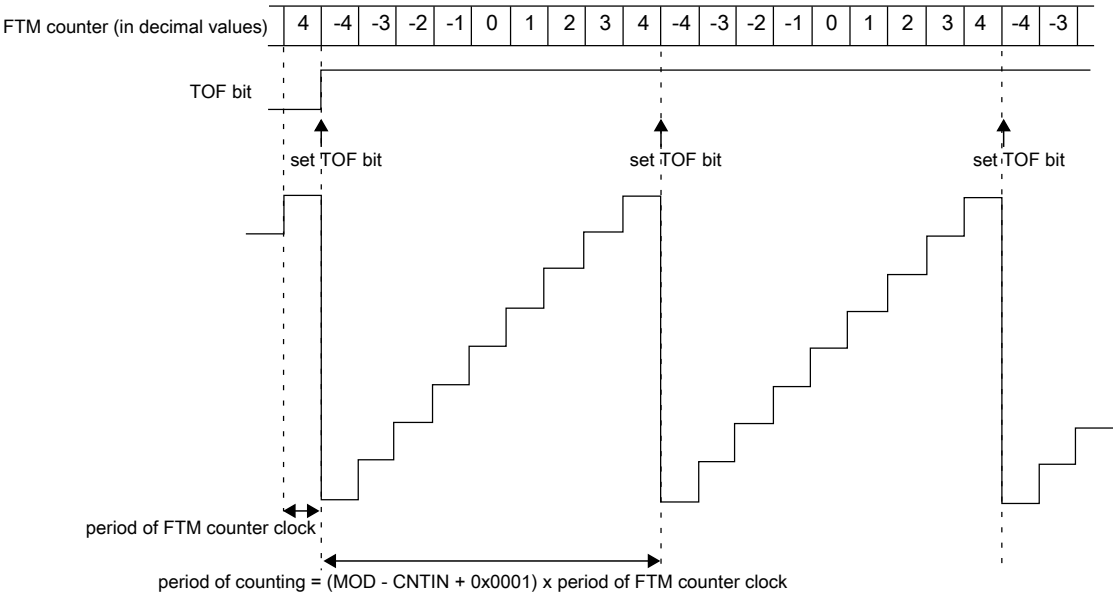 FTM counter (in decimal values) 4 -4 -3 -2 -1 0 1 2 3 4 -4 -3 -2 -1 0 1 2 3 4 -4 -3
TOF bit
set TOF bit set TOF bit set TOF bit
period of FTM counter clock
period of counting = (MOD - CNTIN + 0x0001) x period of FTM counter clock